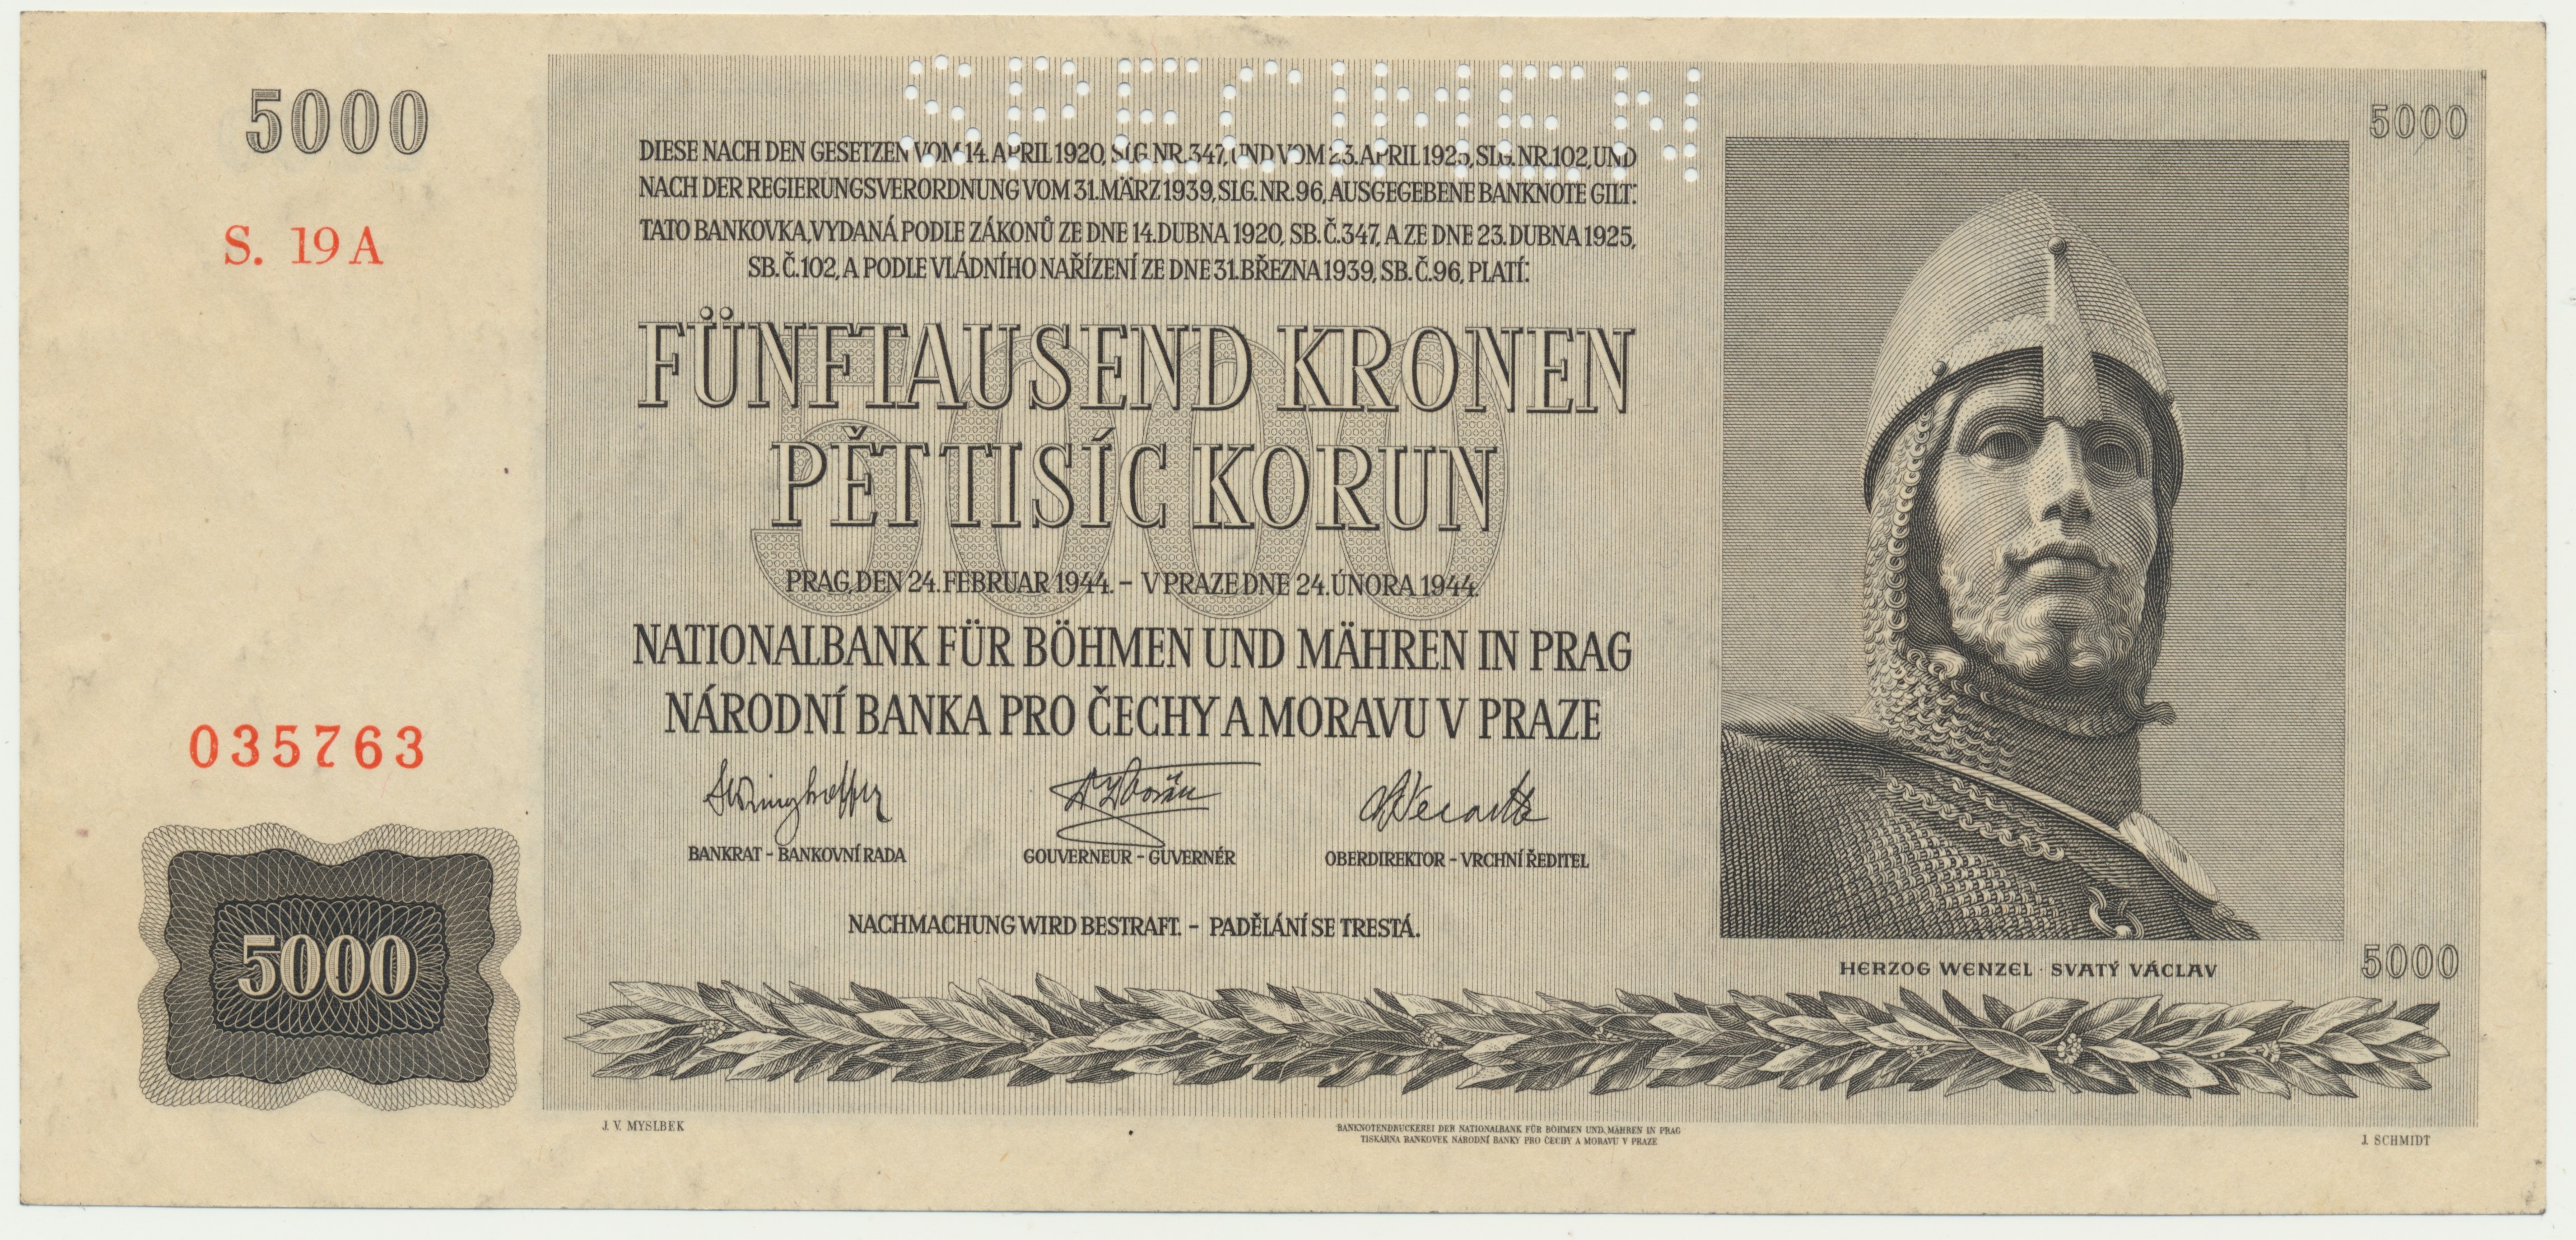 SPECIMEN
5000
5000
S. 19 A
DIESE NACH DEN GESETZEN VOM 14. APRIL 1920, SLG. NR. 347, UND VOM 23. APRIL 1925, SLG. NR. 102, UND
NACH DER REGIERUNGSVERORDNUNG VOM 31. MÄRZ 1939, SLG. NR. 96, AUSGEGEBENE BANKNOTE GILT:
TATO BANKOVKA, VYDANÁ PODLE ZÁKONŮ ZE DNE 14. DUBNA 1920, SB. Č. 347, A ZE DNE 23. DUBNA 1925,
SB. Č. 102, A PODLE VLÁDNÍHO NAŘÍZENÍ ZE DNE 31. BŘEZNA 1939, SB. Č. 96, PLATÍ:
FÜNFTAUSEND KRONEN
5000
PĚT TISÍC KORUN
PRAG, DEN 24. FEBRUAR 1944. – V PRAZE DNE 24. ÚNORA 1944.
NATIONALBANK FÜR BÖHMEN UND MÄHREN IN PRAG
NÁRODNÍ BANKA PRO ČECHY A MORAVU V PRAZE
035763
BANKRAT – BANKOVNÍ RADA
GOUVERNEUR – GUVERNÉR
OBERDIREKTOR – VRCHNÍ ŘEDITEL
NACHMACHUNG WIRD BESTRAFT. – PADĚLÁNÍ SE TRESTÁ.
5000
HERZOG WENZEL · SVATÝ VÁCLAV
5000
J. V. MYSLBEK
BANKNOTENDRUCKEREI DER NATIONALBANK FÜR BÖHMEN UND MÄHREN IN PRAG
TISKÁRNA BANKOVEK NÁRODNÍ BANKY PRO ČECHY A MORAVU V PRAZE
J. SCHMIDT